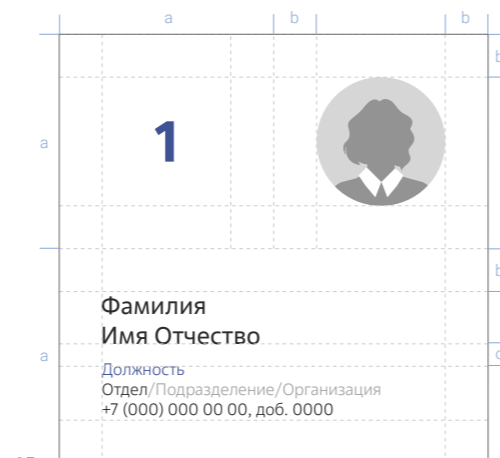 a b b
b
1
a
b
Фамилия
Имя Отчество
a
Должность
Отдел/Подразделение/Организация
+7 (000) 000 00 00, доб. 0000